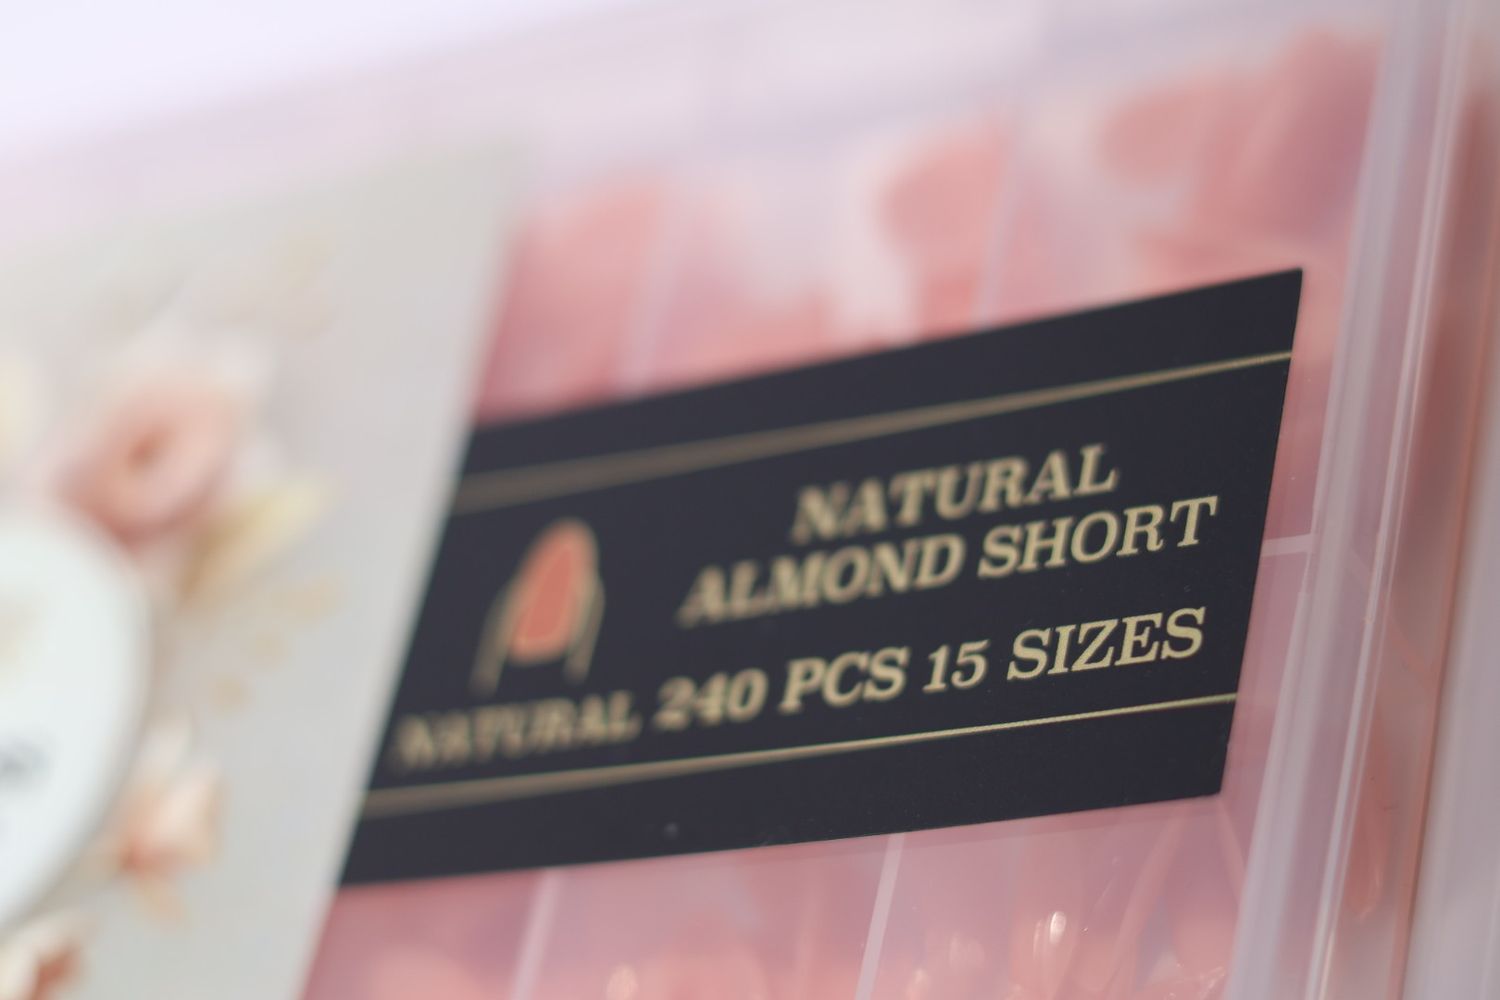 NATURAL
ALMOND SHORT
NATURAL 240 PCS 15 SIZES